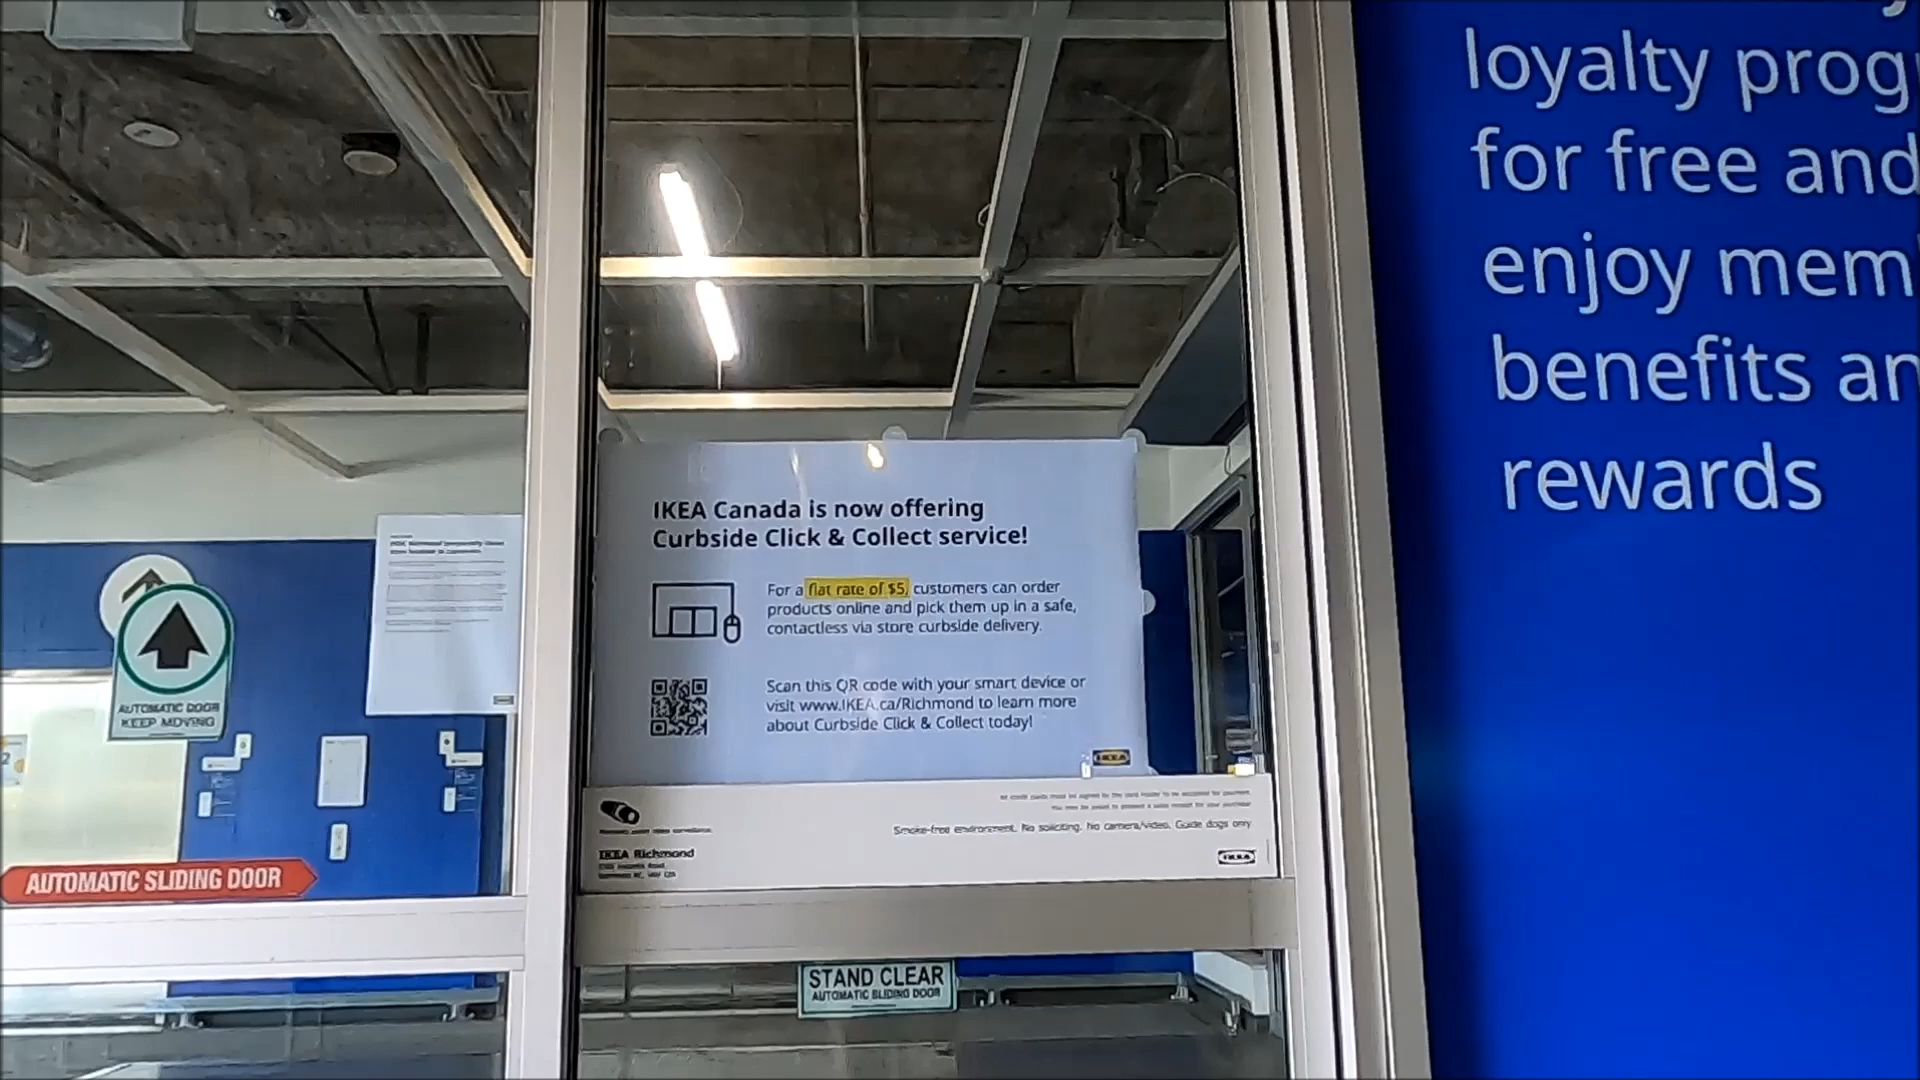 loyalty prog
for free and
enjoy mem
benefits an
rewards
IKEA Canada is now offering
Curbside Click & Collect service!
For a flat rate of $5, customers can order
products online and pick them up in a safe,
contactless via store curbside delivery.
Scan this QR code with your smart device or
visit www.IKEA.ca/Richmond to learn more
about Curbside Click & Collect today!
IKEA
Smoke-free environment. No soliciting. No camera/video. Guide dogs only
IKEA Richmond
IKEA
AUTOMATIC DOOR
KEEP MOVING
AUTOMATIC SLIDING DOOR
STAND CLEAR
AUTOMATIC SLIDING DOOR